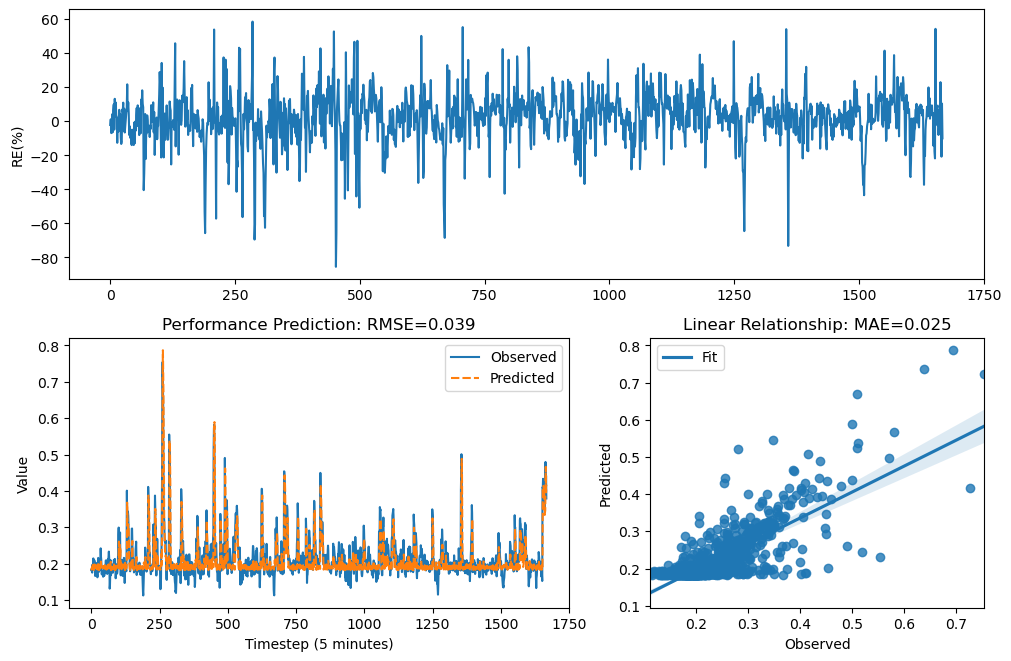 60
40
20
0
−20
−40
−60
−80
RE(%)
0 250 500 750 1000 1250 1500 1750
Performance Prediction: RMSE=0.039
0.8
0.7
0.6
0.5
0.4
0.3
0.2
0.1
Value
Observed
Predicted
0 250 500 750 1000 1250 1500 1750
Timestep (5 minutes)
Linear Relationship: MAE=0.025
0.8
0.7
0.6
0.5
0.4
0.3
0.2
0.1
Predicted
Fit
0.2 0.3 0.4 0.5 0.6 0.7
Observed